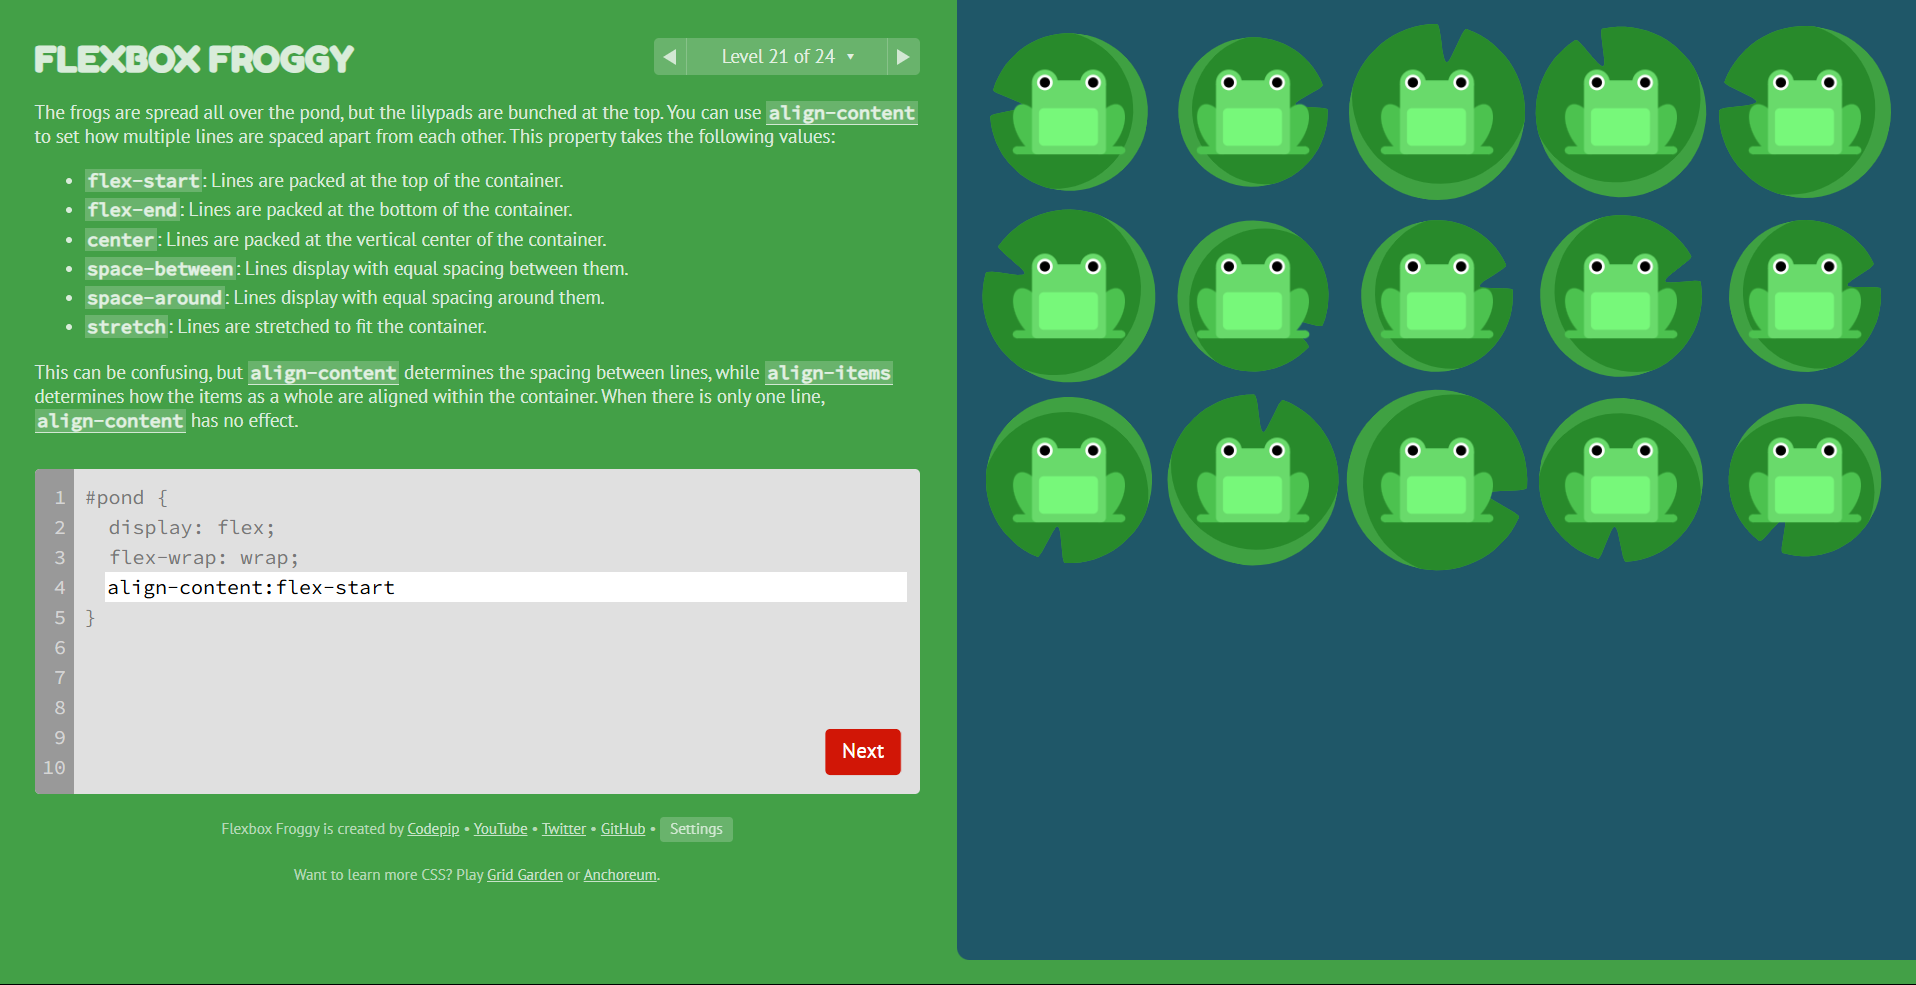 FLEXBOX FROGGY
◀ Level 21 of 24 ▼ ▶
The frogs are spread all over the pond, but the lilypads are bunched at the top. You can use align-content
to set how multiple lines are spaced apart from each other. This property takes the following values:
• flex-start: Lines are packed at the top of the container.
• flex-end: Lines are packed at the bottom of the container.
• center: Lines are packed at the vertical center of the container.
• space-between: Lines display with equal spacing between them.
• space-around: Lines display with equal spacing around them.
• stretch: Lines are stretched to fit the container.
This can be confusing, but align-content determines the spacing between lines, while align-items
determines how the items as a whole are aligned within the container. When there is only one line,
align-content has no effect.
1 #pond {
2 display: flex;
3 flex-wrap: wrap;
4 align-content:flex-start
5 }
6
7
8
9
10
Next
Flexbox Froggy is created by Codepip • YouTube • Twitter • GitHub • Settings
Want to learn more CSS? Play Grid Garden or Anchoreum.